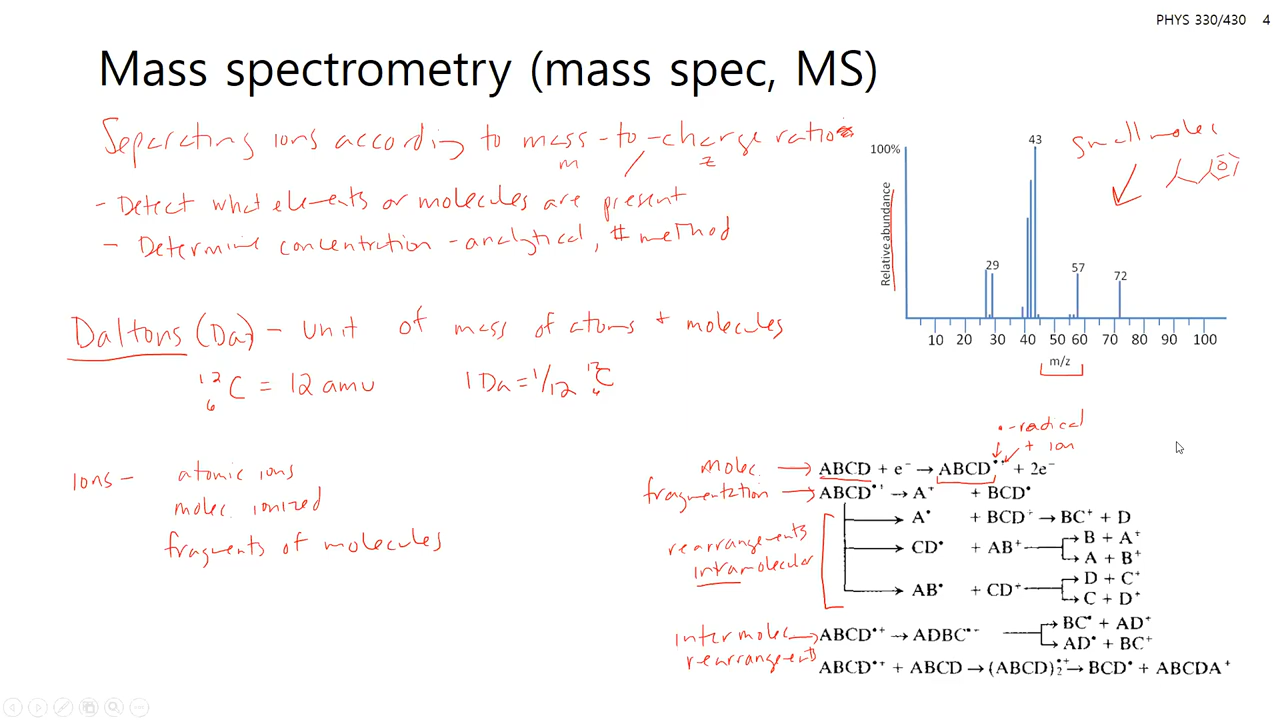 PHYS 330/430 4
Mass spectrometry (mass spec, MS)
Separating ions according to mass-to-charge ratio
m / z
- Detect what elements or molecules are present
- Determine concentration - analytical, # method
Daltons (Da) - unit of mass of atoms + molecules
¹²₆C = 12 amu 1 Da = 1/12 ¹²₆C
Ions - atomic ions
molec. ionized
fragments of molecules
small molec
100%
Relative abundance
43
29
57
72
10 20 30 40 50 60 70 80 90 100
m/z
• - radical
+ ion
molec. → ABCD + e⁻ → ABCD•⁺ + 2e⁻
fragmentation → ABCD•⁺ → A⁺ + BCD•
→ A• + BCD⁺ → BC⁺ + D
rearrangements
intramolecular
→ CD• + AB⁺ → B + A⁺
→ A + B⁺
→ AB• + CD⁺ → D + C⁺
→ C + D⁺
intermolec → ABCD•⁺ → ADBC•⁺ → BC• + AD⁺
→ AD• + BC⁺
rearrangements
ABCD•⁺ + ABCD → (ABCD)₂•⁺ → BCD• + ABCDA⁺